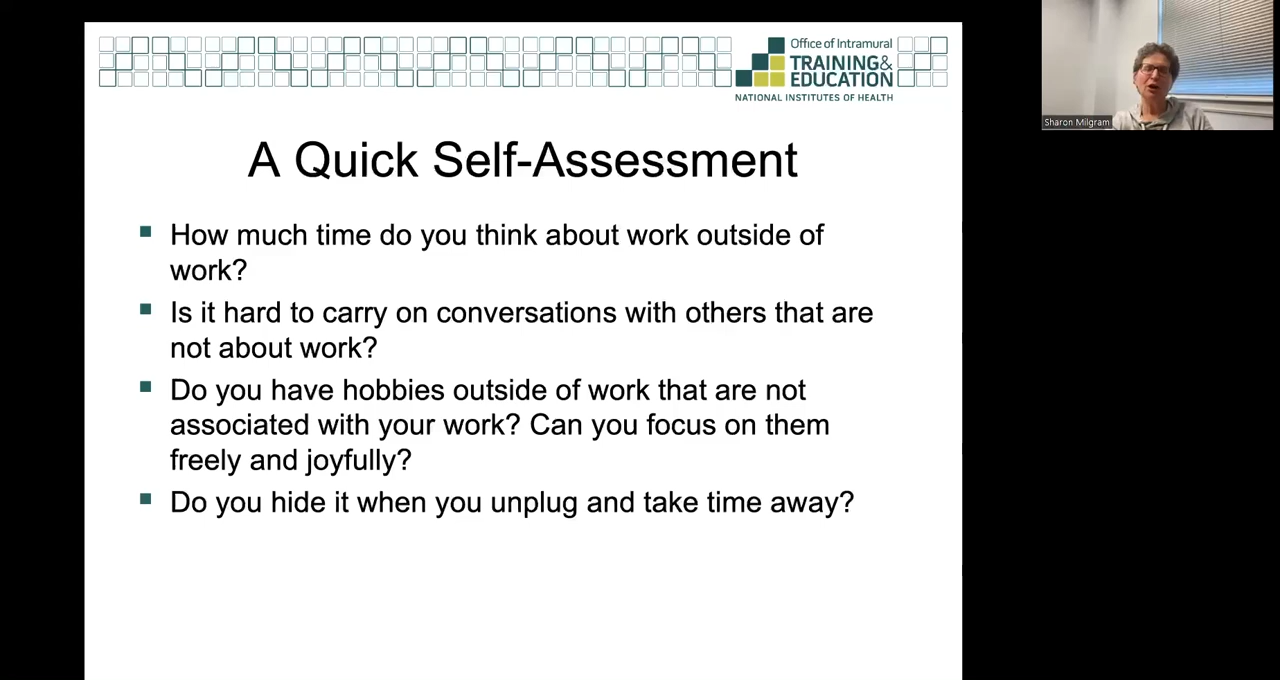 Office of Intramural
TRAINING&
EDUCATION
NATIONAL INSTITUTES OF HEALTH
Sharon Milgram
A Quick Self-Assessment
How much time do you think about work outside of
work?
Is it hard to carry on conversations with others that are
not about work?
Do you have hobbies outside of work that are not
associated with your work? Can you focus on them
freely and joyfully?
Do you hide it when you unplug and take time away?